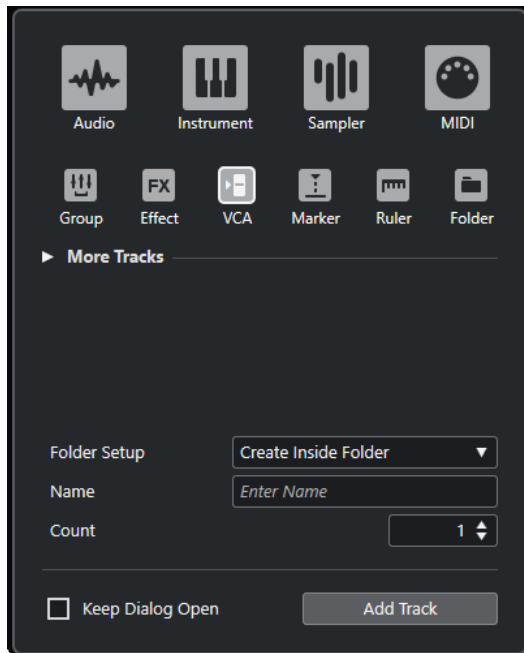 Audio Instrument Sampler MIDI
FX
Group Effect VCA Marker Ruler Folder
More Tracks
Folder Setup Create Inside Folder
Name Enter Name
Count 1
Keep Dialog Open Add Track